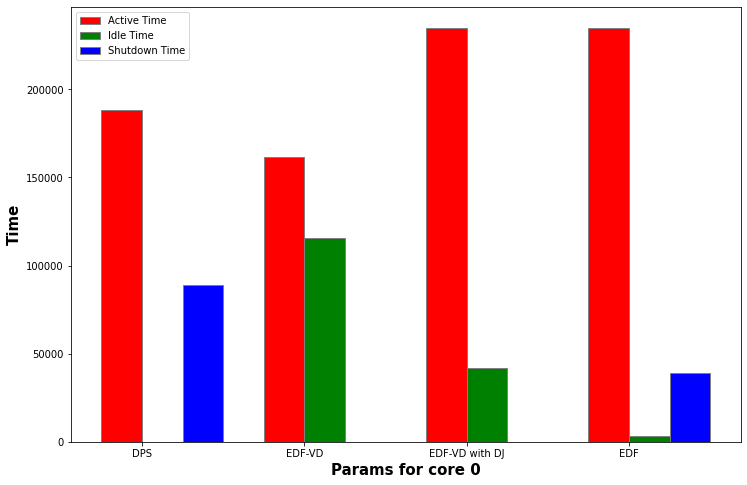 Active Time
Idle Time
Shutdown Time
200000
150000
100000
50000
0
Time
DPS
EDF-VD
EDF-VD with DJ
EDF
Params for core 0